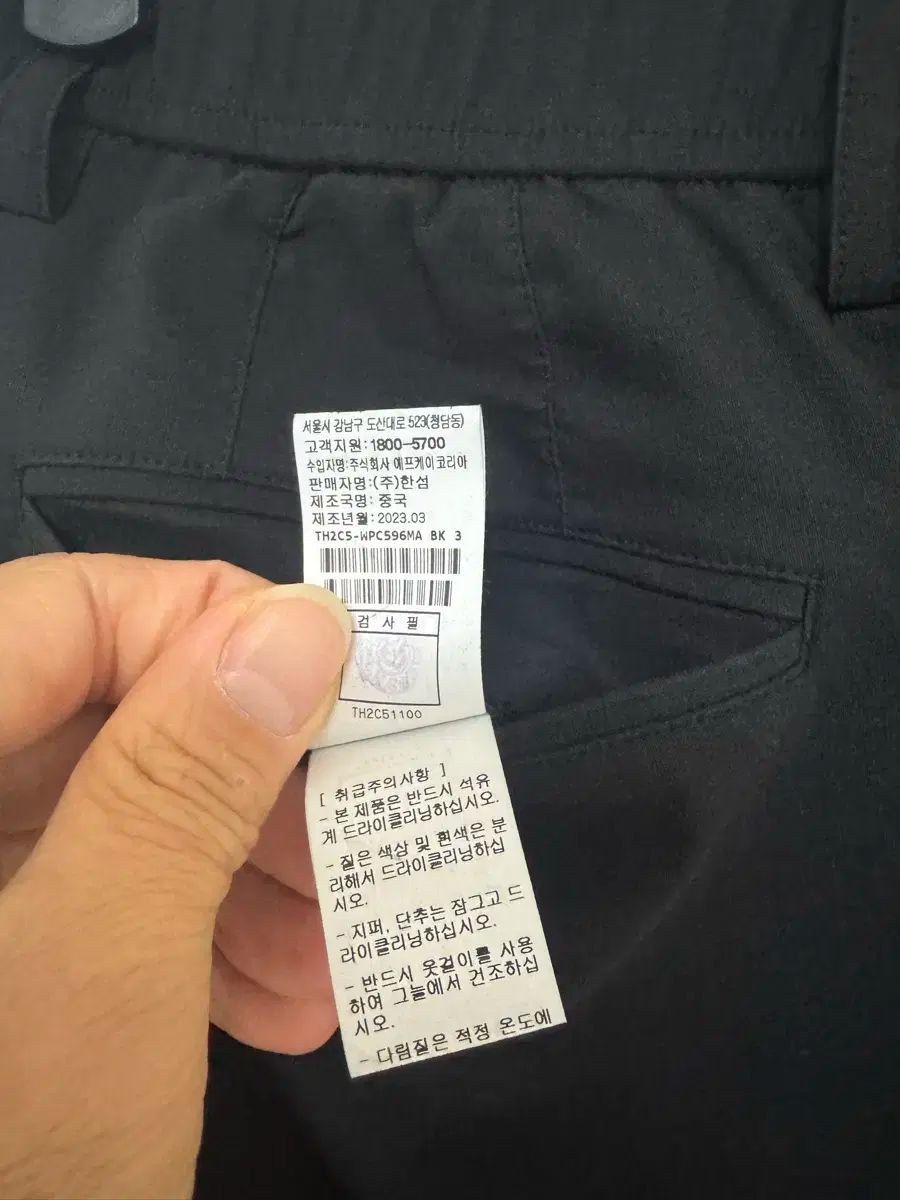 서울시 강남구 도산대로 523(청담동)
고객지원:1800-5700
수입자명:주식회사 에프케이코리아
판매자명:(주)한섬
제조국명: 중국
제조년월: 2023.03
TH2C5-WPC596MA BK 3
검 사 필
TH2C51100
[ 취급주의사항 ]
- 본 제품은 반드시 석유
계 드라이클리닝하십시오.
- 짙은 색상 및 흰색은 분
리해서 드라이클리닝하십
시오.
- 지퍼, 단추는 잠그고 드
라이클리닝하십시오.
- 반드시 옷걸이를 사용
하여 그늘에서 건조하십
시오.
- 다림질은 적정 온도에